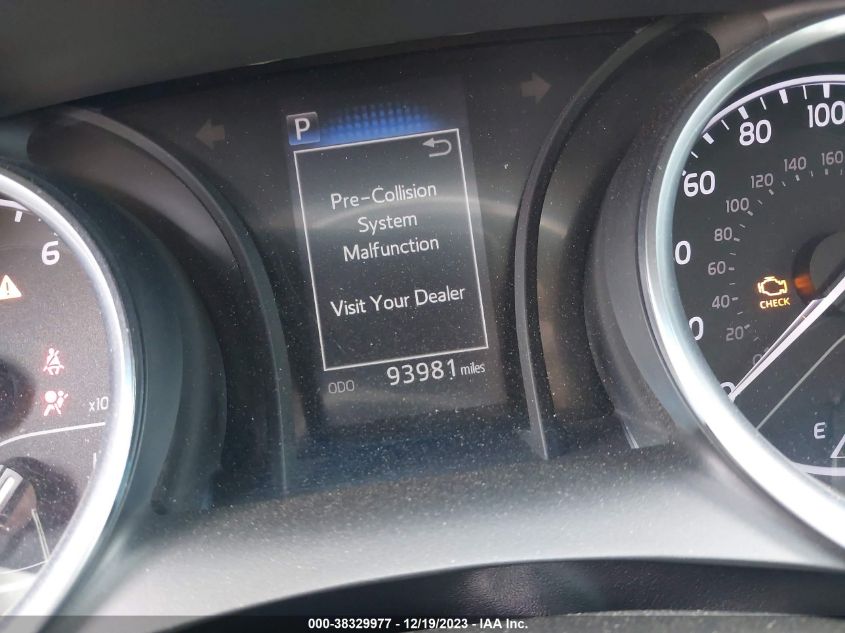 P
Pre-Collision
System
Malfunction
Visit Your Dealer
ODO 93981 miles
6
x10
100
80
60
160
140
120
100
80
60
40
20
0
CHECK
E
000-38329977 - 12/19/2023 - IAA Inc.